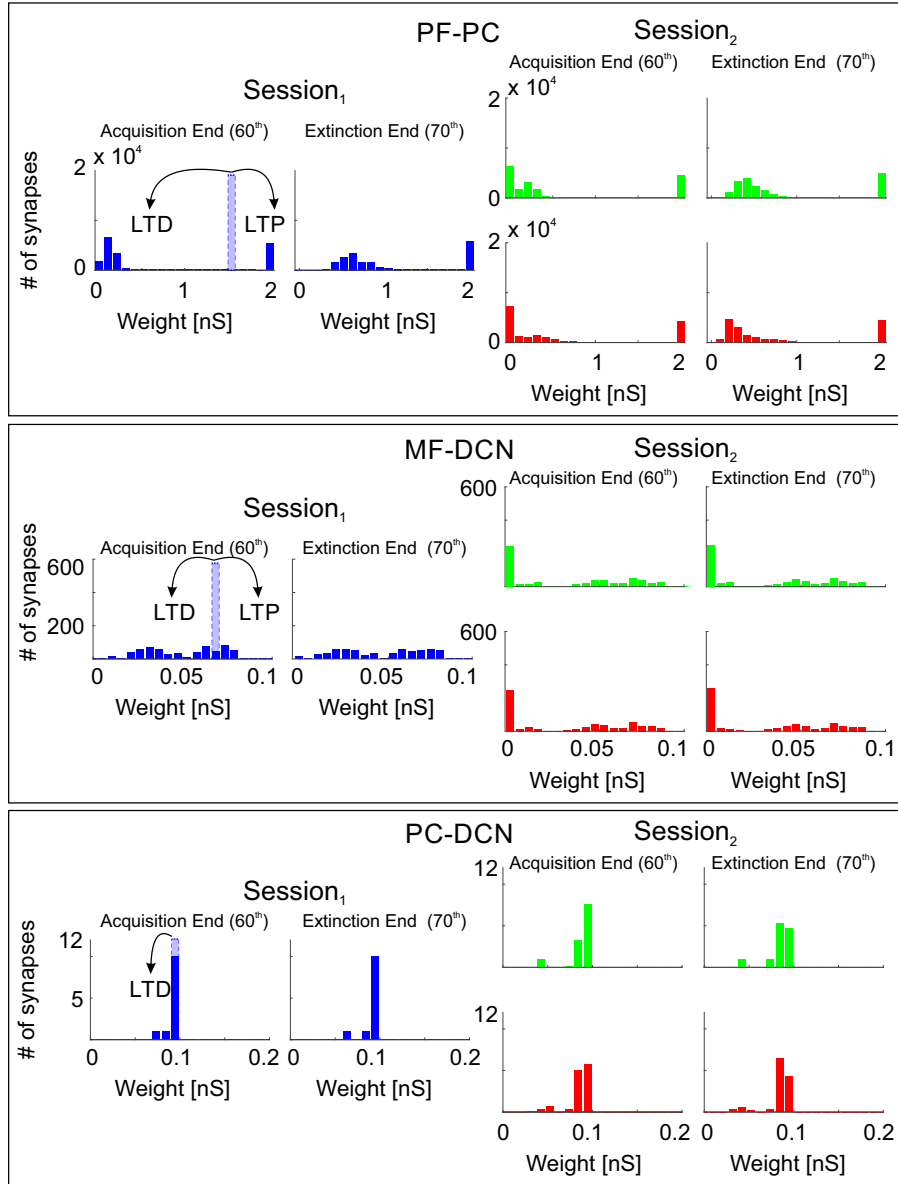 PF-PC
Session2
Acquisition End (60th) Extinction End (70th)
Session1
Acquisition End (60th) Extinction End (70th)
x 10^4
2
0
# of synapses
LTD LTP
0 1 2 0 1 2
Weight [nS] Weight [nS]
x 10^4
2
0
x 10^4
2
0
0 1 2 0 1 2
Weight [nS] Weight [nS]
MF-DCN
Session2
Acquisition End (60th) Extinction End (70th)
Session1
Acquisition End (60th) Extinction End (70th)
600
200
# of synapses
LTD LTP
0 0.05 0.1 0 0.05 0.1
Weight [nS] Weight [nS]
600
600
0 0.05 0.1 0 0.05 0.1
Weight [nS] Weight [nS]
PC-DCN
Session2
Acquisition End (60th) Extinction End (70th)
Session1
Acquisition End (60th) Extinction End (70th)
12
5
# of synapses
LTD
0 0.1 0.2 0 0.1 0.2
Weight [nS] Weight [nS]
12
12
0 0.1 0.2 0 0.1 0.2
Weight [nS] Weight [nS]